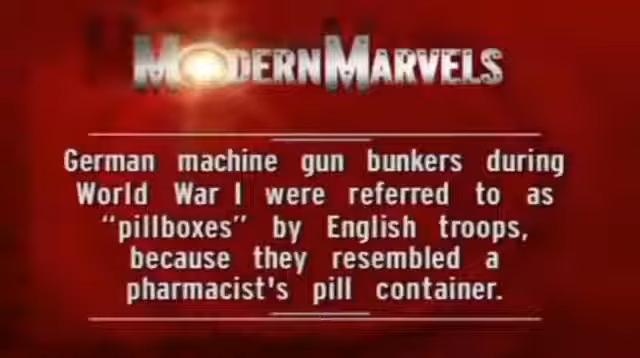 MODERN MARVELS
German machine gun bunkers during
World War I were referred to as
“pillboxes” by English troops,
because they resembled a
pharmacist's pill container.